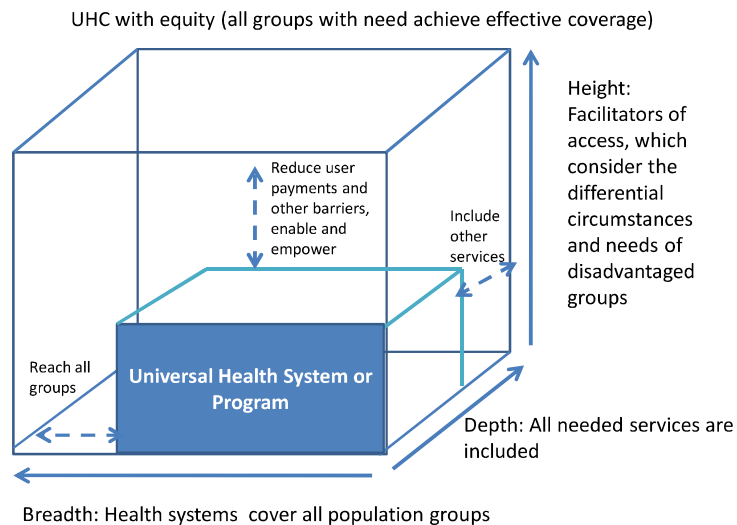 UHC with equity (all groups with need achieve effective coverage)
Height:
Facilitators of
access, which
consider the
differential
circumstances
and needs of
disadvantaged
groups
Reduce user
payments and
other barriers,
enable and
empower
Include
other
services
Reach all
groups
Universal Health System or
Program
Depth: All needed services are
included
Breadth: Health systems cover all population groups